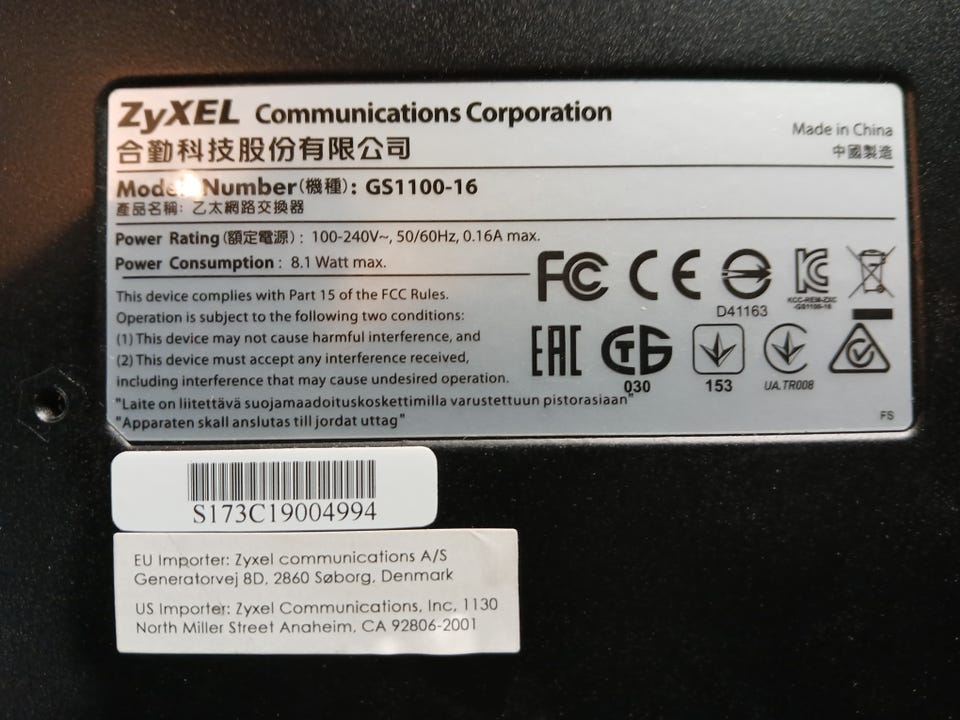 ZyXEL Communications Corporation
合勤科技股份有限公司
Made in China
中國製造
Model Number(機種): GS1100-16
產品名稱: 乙太網路交換器
Power Rating(額定電源): 100-240V~, 50/60Hz, 0.16A max.
Power Consumption: 8.1 Watt max.
This device complies with Part 15 of the FCC Rules.
Operation is subject to the following two conditions:
(1) This device may not cause harmful interference, and
(2) This device must accept any interference received,
including interference that may cause undesired operation.
"Laite on liitettävä suojamaadoituskoskettimilla varustettuun pistorasiaan"
"Apparaten skall anslutas till jordat uttag"
FC CE
D41163
KCC-REM-ZXC
-GS1100-16
EAC
030
153
UA.TR008
FS
S173C19004994
EU Importer: Zyxel communications A/S
Generatorvej 8D, 2860 Søborg, Denmark
US Importer: Zyxel Communications, Inc, 1130
North Miller Street Anaheim, CA 92806-2001